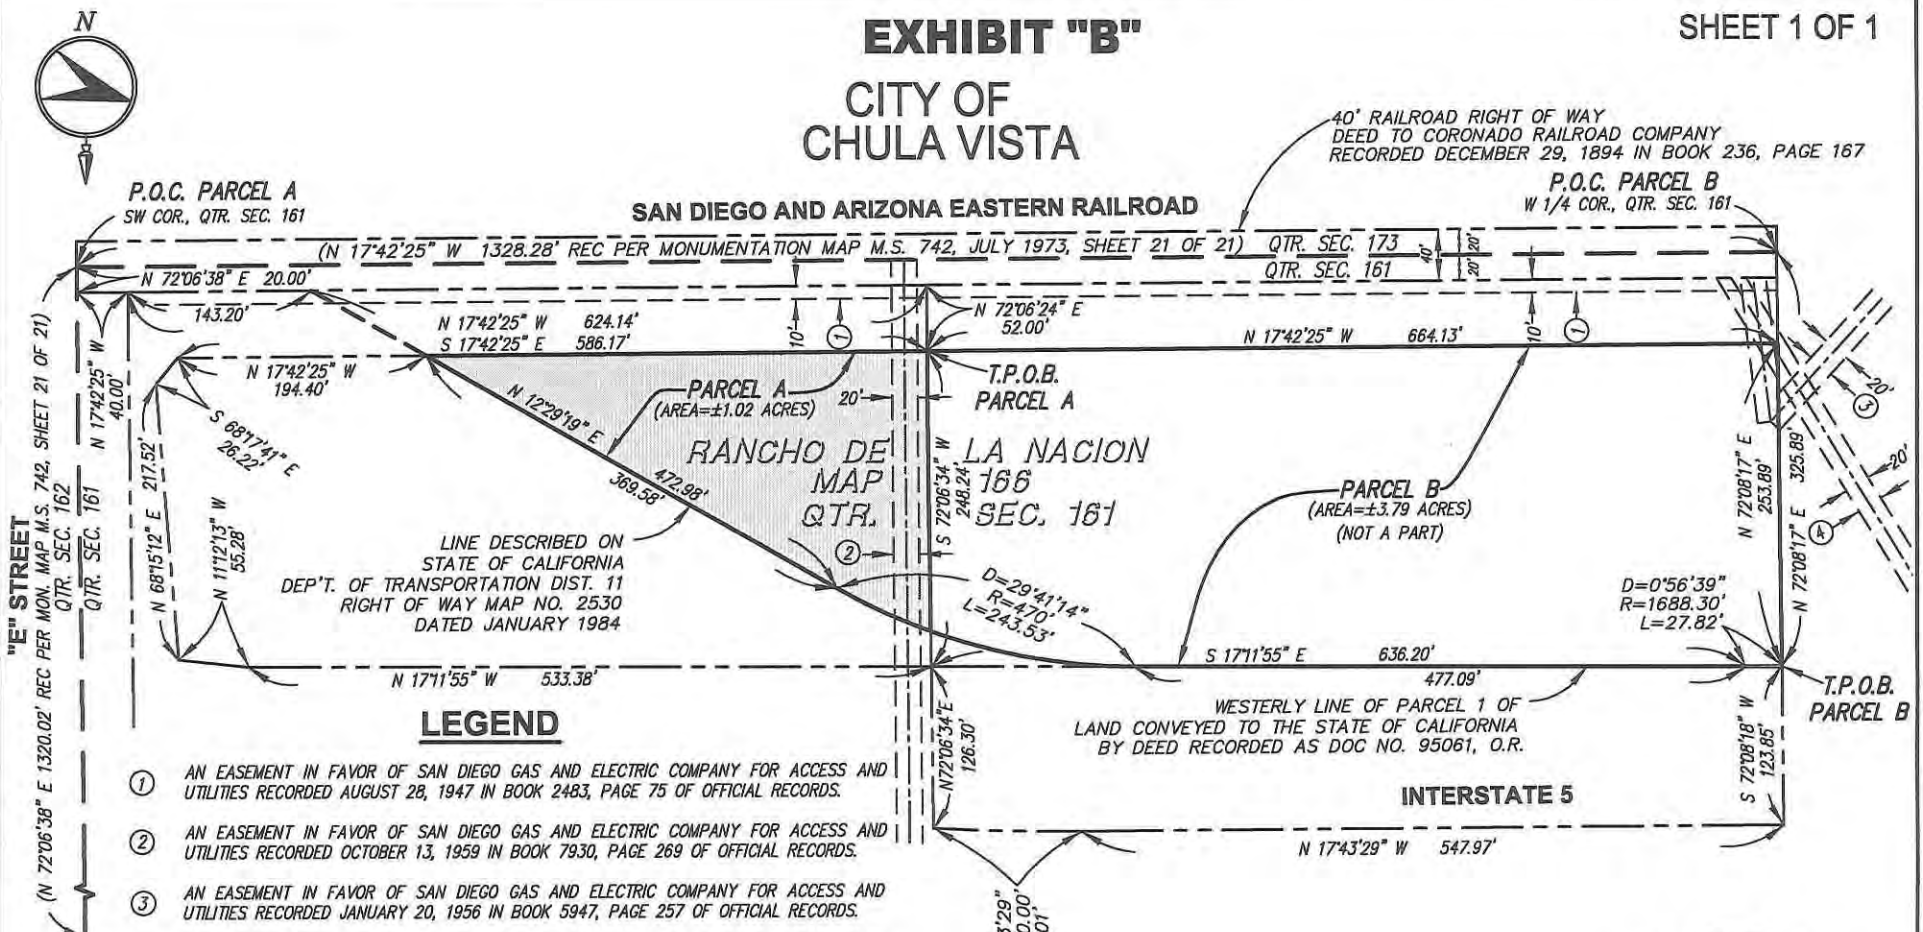 N
EXHIBIT "B"
SHEET 1 OF 1
CITY OF
CHULA VISTA
40' RAILROAD RIGHT OF WAY
DEED TO CORONADO RAILROAD COMPANY
RECORDED DECEMBER 29, 1894 IN BOOK 236, PAGE 167
P.O.C. PARCEL A
SW COR., QTR. SEC. 161
SAN DIEGO AND ARIZONA EASTERN RAILROAD
P.O.C. PARCEL B
W 1/4 COR., QTR. SEC. 161
(N 17°42'25" W 1328.28' REC PER MONUMENTATION MAP M.S. 742, JULY 1973, SHEET 21 OF 21)
QTR. SEC. 173
QTR. SEC. 161
40'
20'
20'
N 72°06'38" E 20.00'
143.20'
N 17°42'25" W 624.14'
S 17°42'25" E 586.17'
10'
1
N 72°06'24" E
52.00'
N 17°42'25" W 664.13'
10'
1
N 17°42'25" W
40.00'
N 17°42'25" W
194.40'
S 68°17'41" E
26.22'
217.52'
N 68°15'12" E
N 11°12'13" W
55.28'
PARCEL A
(AREA=±1.02 ACRES)
20'
T.P.O.B.
PARCEL A
N 12°29'19" E
472.98'
369.58'
RANCHO DE LA NACION
MAP 166
QTR. SEC. 161
S 72°06'34" W
248.24'
2
PARCEL B
(AREA=±3.79 ACRES)
(NOT A PART)
N 72°08'17" E
253.89'
N 72°08'17" E 325.89'
20'
3
20'
4
LINE DESCRIBED ON
STATE OF CALIFORNIA
DEP'T. OF TRANSPORTATION DIST. 11
RIGHT OF WAY MAP NO. 2530
DATED JANUARY 1984
D=29°41'14"
R=470'
L=243.53'
D=0°56'39"
R=1688.30'
L=27.82'
"E" STREET
(N 72°06'38" E 1320.02' REC PER MON. MAP M.S. 742, SHEET 21 OF 21)
QTR. SEC. 162
QTR. SEC. 161
N 17°11'55" W 533.38'
S 17°11'55" E 636.20'
477.09'
T.P.O.B.
PARCEL B
WESTERLY LINE OF PARCEL 1 OF
LAND CONVEYED TO THE STATE OF CALIFORNIA
BY DEED RECORDED AS DOC NO. 95061, O.R.
N72°06'34"E
126.30'
S 72°08'18" W
123.85'
INTERSTATE 5
N 17°43'29" W 547.97'
LEGEND
1 AN EASEMENT IN FAVOR OF SAN DIEGO GAS AND ELECTRIC COMPANY FOR ACCESS AND
UTILITIES RECORDED AUGUST 28, 1947 IN BOOK 2483, PAGE 75 OF OFFICIAL RECORDS.
2 AN EASEMENT IN FAVOR OF SAN DIEGO GAS AND ELECTRIC COMPANY FOR ACCESS AND
UTILITIES RECORDED OCTOBER 13, 1959 IN BOOK 7930, PAGE 269 OF OFFICIAL RECORDS.
3 AN EASEMENT IN FAVOR OF SAN DIEGO GAS AND ELECTRIC COMPANY FOR ACCESS AND
UTILITIES RECORDED JANUARY 20, 1956 IN BOOK 5947, PAGE 257 OF OFFICIAL RECORDS.